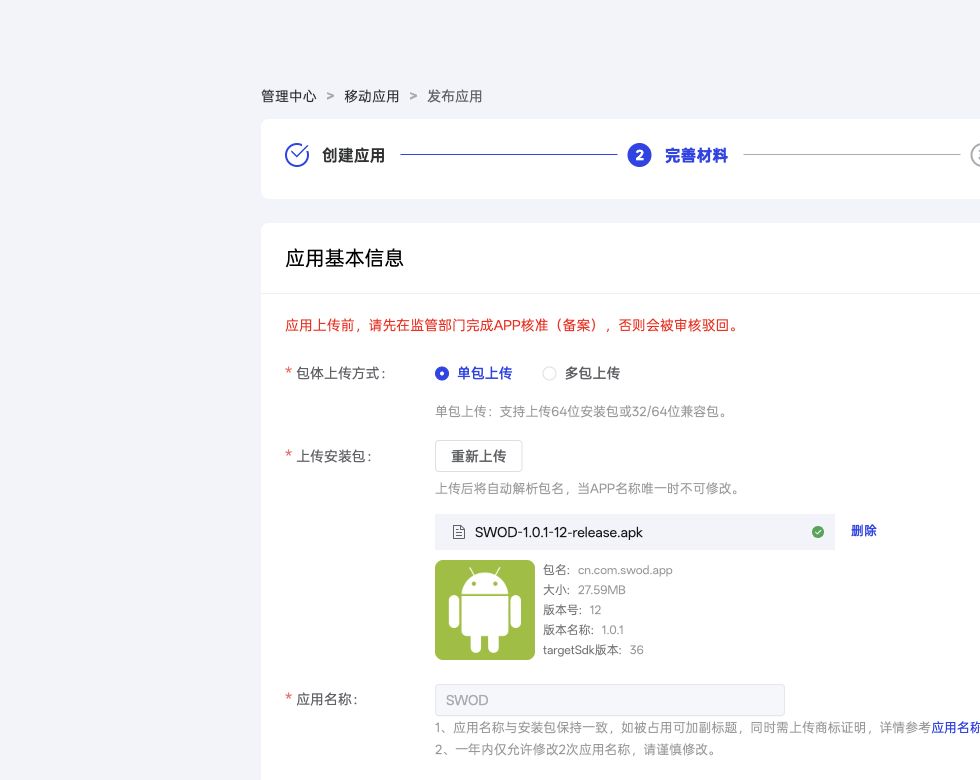 管理中心 > 移动应用 > 发布应用
创建应用 2 完善材料
应用基本信息
应用上传前，请先在监管部门完成APP核准（备案），否则会被审核驳回。
* 包体上传方式： 单包上传 多包上传
单包上传：支持上传64位安装包或32/64位兼容包。
* 上传安装包： 重新上传
上传后将自动解析包名，当APP名称唯一时不可修改。
SWOD-1.0.1-12-release.apk 删除
包名： cn.com.swod.app
大小： 27.59MB
版本号： 12
版本名称： 1.0.1
targetSdk版本： 36
* 应用名称： SWOD
1、应用名称与安装包保持一致，如被占用可加副标题，同时需上传商标证明，详情参考应用名称
2、一年内仅允许修改2次应用名称，请谨慎修改。